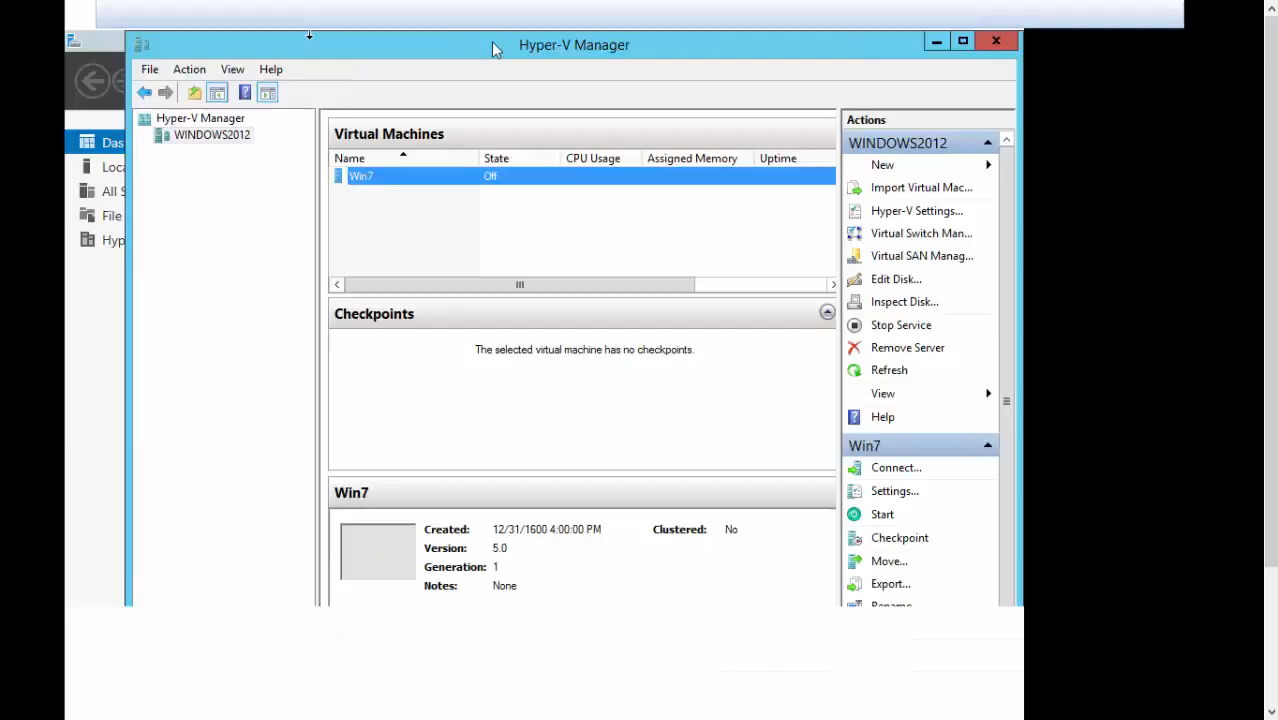 Hyper-V Manager
File Action View Help
Hyper-V Manager
WINDOWS2012
Das
Loca
All S
File
Hyp
Virtual Machines
Name State CPU Usage Assigned Memory Uptime
Win7 Off
Checkpoints
The selected virtual machine has no checkpoints.
Win7
Created: 12/31/1600 4:00:00 PM Clustered: No
Version: 5.0
Generation: 1
Notes: None
Actions
WINDOWS2012
New
Import Virtual Mac...
Hyper-V Settings...
Virtual Switch Man...
Virtual SAN Manag...
Edit Disk...
Inspect Disk...
Stop Service
Remove Server
Refresh
View
Help
Win7
Connect...
Settings...
Start
Checkpoint
Move...
Export...
Rename